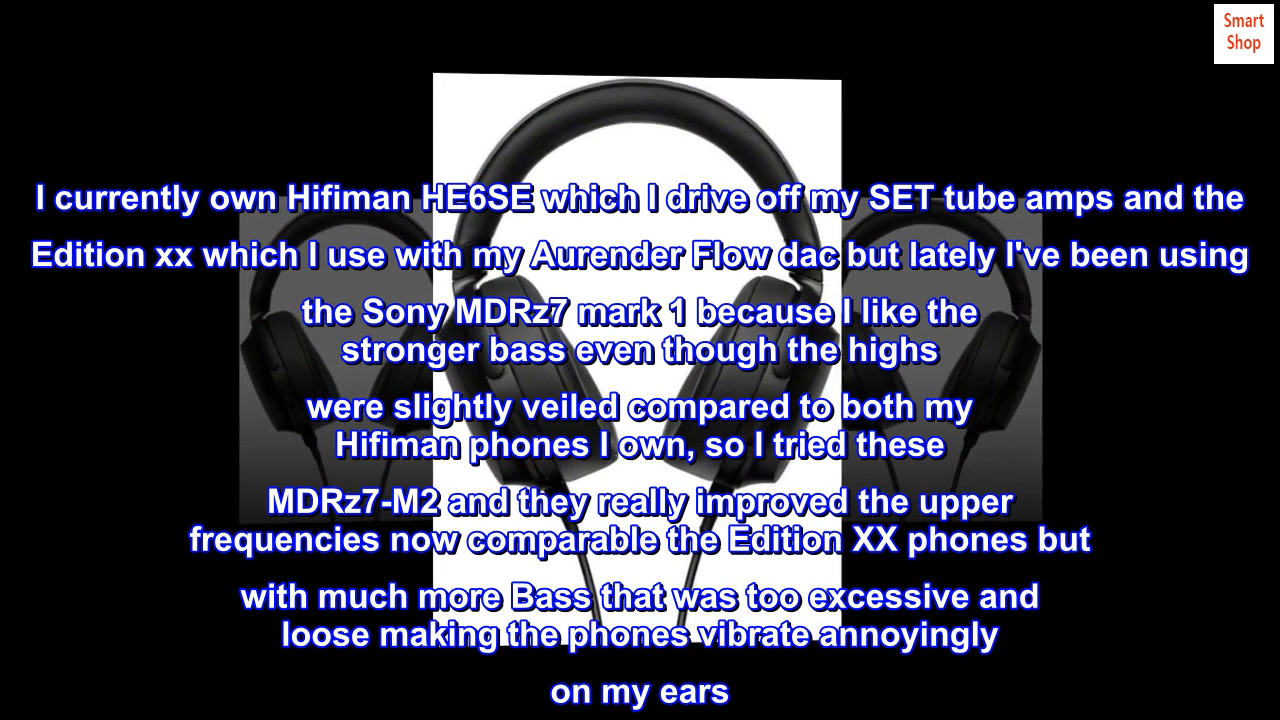 Smart
Shop
I currently own Hifiman HE6SE which I drive off my SET tube amps and the
Edition xx which I use with my Aurender Flow dac but lately I've been using
the Sony MDRz7 mark 1 because I like the
stronger bass even though the highs
were slightly veiled compared to both my
Hifiman phones I own, so I tried these
MDRz7-M2 and they really improved the upper
frequencies now comparable the Edition XX phones but
with much more Bass that was too excessive and
loose making the phones vibrate annoyingly
on my ears